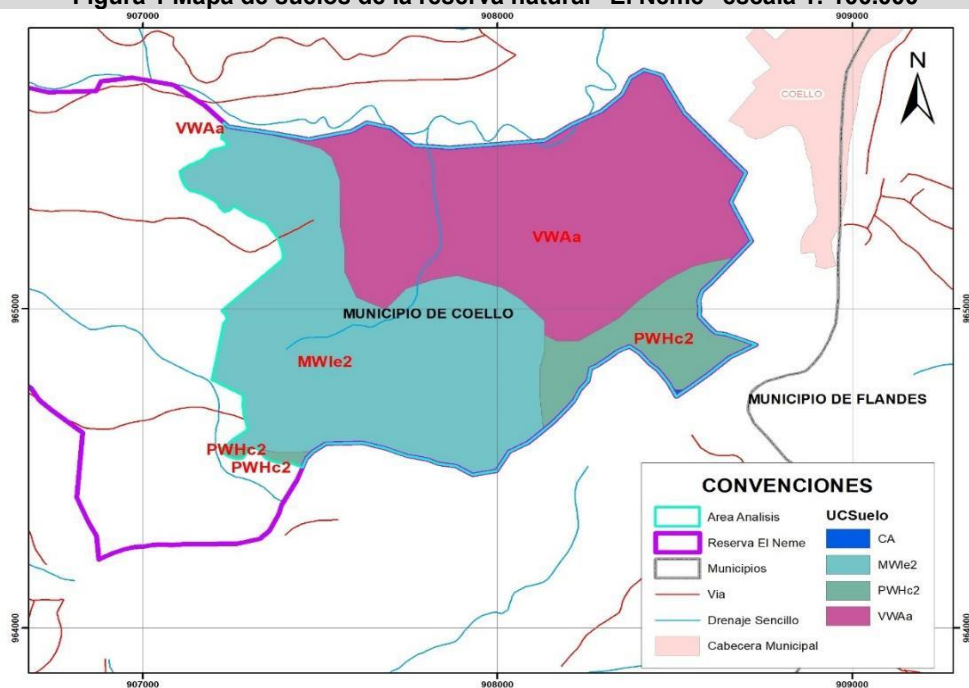 Figura 1 Mapa de suelos de la reserva natural "El Neme" escala 1: 100.000
907000
908000
909000
N
COELLO
VWAa
VWAa
965000
965000
MUNICIPIO DE COELLO
PWHc2
MWIe2
MUNICIPIO DE FLANDES
PWHc2
PWHc2
CONVENCIONES
Area Analisis
Reserva El Neme
Municipios
Via
Drenaje Sencillo
Cabecera Municipal
UCSuelo
CA
MWIe2
PWHc2
VWAa
964000
964000
907000
908000
909000